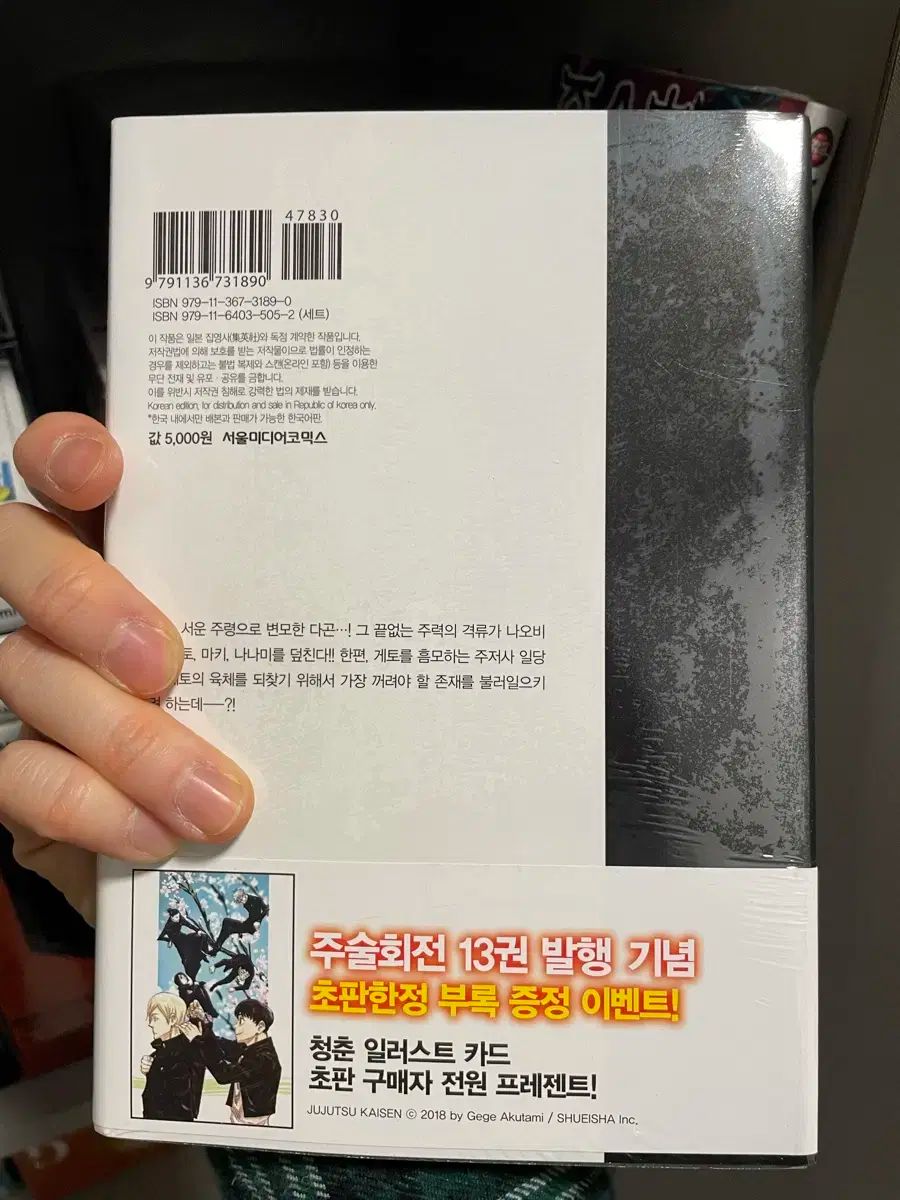 47830
9 791136 731890
ISBN 979-11-367-3189-0
ISBN 979-11-6403-505-2 (세트)
이 작품은 일본 집영사(集英社)와 독점 계약한 작품입니다.
저작권법에 의해 보호를 받는 저작물이므로 법률이 인정하는
경우를 제외하고는 불법 복제와 스캔(온라인 포함) 등을 이용한
무단 전재 및 유포·공유를 금합니다.
이를 위반시 저작권 침해로 강력한 법의 제재를 받습니다.
Korean edition, for distribution and sale in Republic of Korea only.
*한국 내에서만 배본과 판매가 가능한 한국어판.
값 5,000원 서울미디어코믹스
서운 주령으로 변모한 다곤…! 그 끝없는 주력의 격류가 나오비
토, 마키, 나나미를 덮친다!! 한편, 게토를 흠모하는 주저사 일당
게토의 육체를 되찾기 위해서 가장 꺼려야 할 존재를 불러일으키
하는데──?!
주술회전 13권 발행 기념
초판한정 부록 증정 이벤트!
청춘 일러스트 카드
초판 구매자 전원 프레젠트!
JUJUTSU KAISEN © 2018 by Gege Akutami / SHUEISHA Inc.